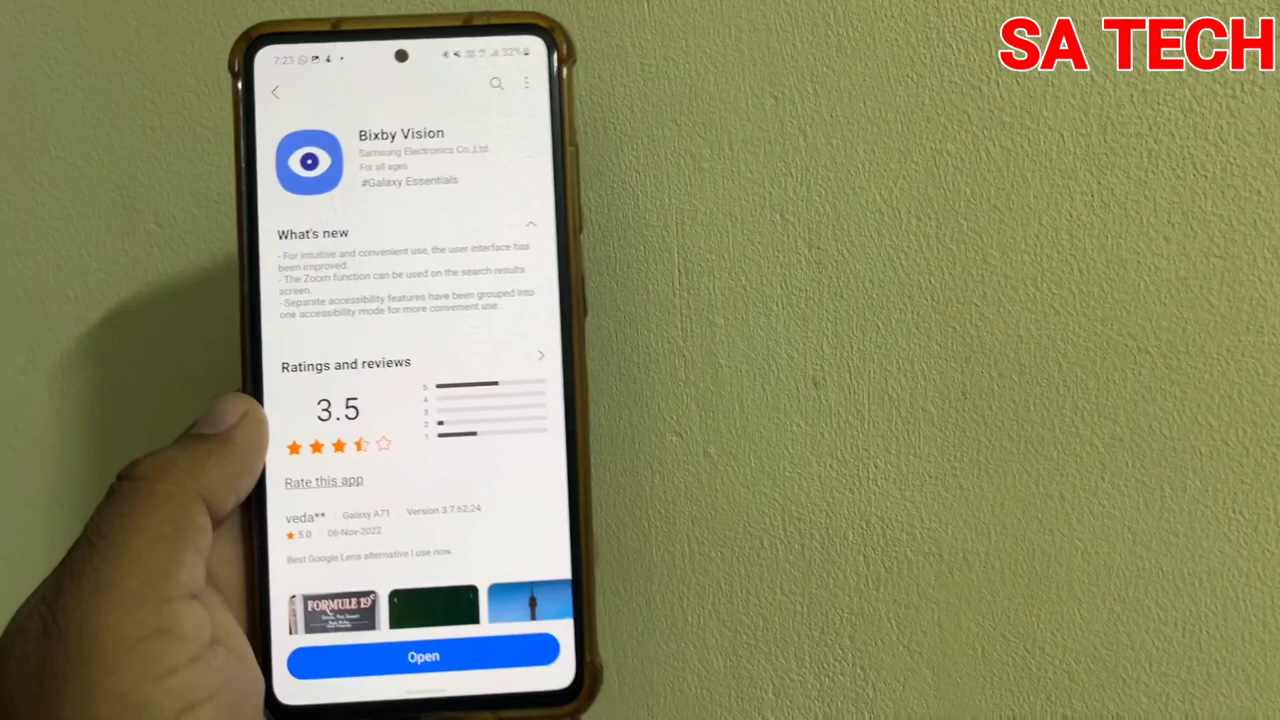 SA TECH
7:23
32%
Bixby Vision
Samsung Electronics Co.,Ltd.
For all ages
#Galaxy Essentials
What's new
- For intuitive and convenient use, the user interface has
been improved.
- The Zoom function can be used on the search results
screen.
- Separate accessibility features have been grouped into
one accessibility mode for more convenient use.
Ratings and reviews
3.5
5
4
3
2
1
Rate this app
veda** Galaxy A71 Version 3.7.62.24
5.0 06-Nov-2022
Best Google Lens alternative I use now.
FORMULE 19€
Open